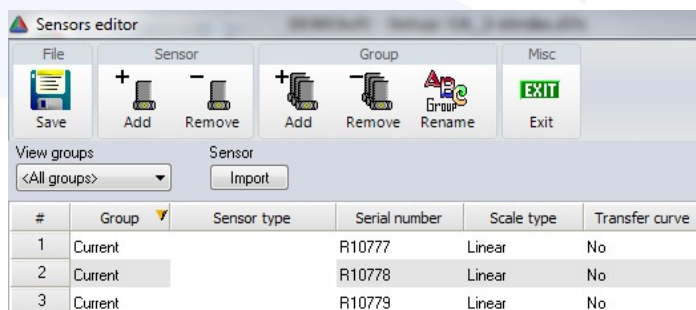 Sensors editor
File Sensor Group Misc
+ - + - ABC Group EXIT
Save Add Remove Add Remove Rename Exit
View groups Sensor
<All groups> Import
# Group Sensor type Serial number Scale type Transfer curve
1 Current R10777 Linear No
2 Current R10778 Linear No
3 Current R10779 Linear No